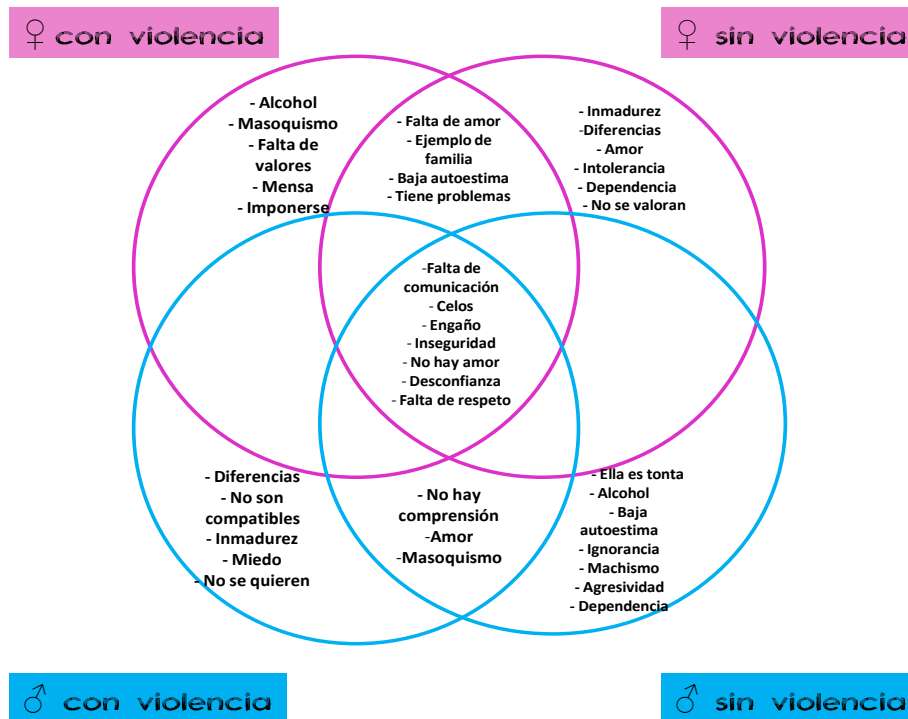 ♀ con violencia
♀ sin violencia
- Alcohol
- Masoquismo
- Falta de
valores
- Mensa
- Imponerse
- Falta de amor
- Ejemplo de
familia
- Baja autoestima
- Tiene problemas
- Inmadurez
-Diferencias
- Amor
- Intolerancia
- Dependencia
- No se valoran
-Falta de
comunicación
- Celos
- Engaño
- Inseguridad
- No hay amor
- Desconfianza
- Falta de respeto
- Diferencias
- No son
compatibles
- Inmadurez
- Miedo
- No se quieren
- No hay
comprensión
-Amor
-Masoquismo
- Ella es tonta
- Alcohol
- Baja
autoestima
- Ignorancia
- Machismo
- Agresividad
- Dependencia
♂ con violencia
♂ sin violencia